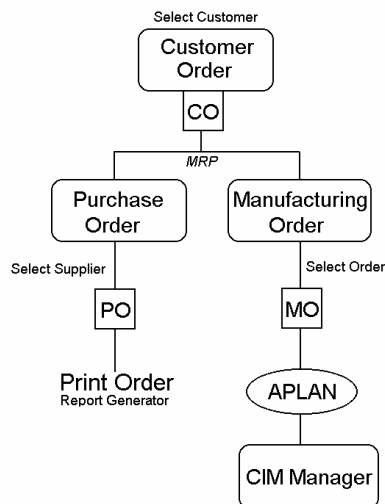 Select Customer
Customer
Order
CO
MRP
Purchase
Order
Manufacturing
Order
Select Supplier
Select Order
PO
MO
Print Order
Report Generator
APLAN
CIM Manager